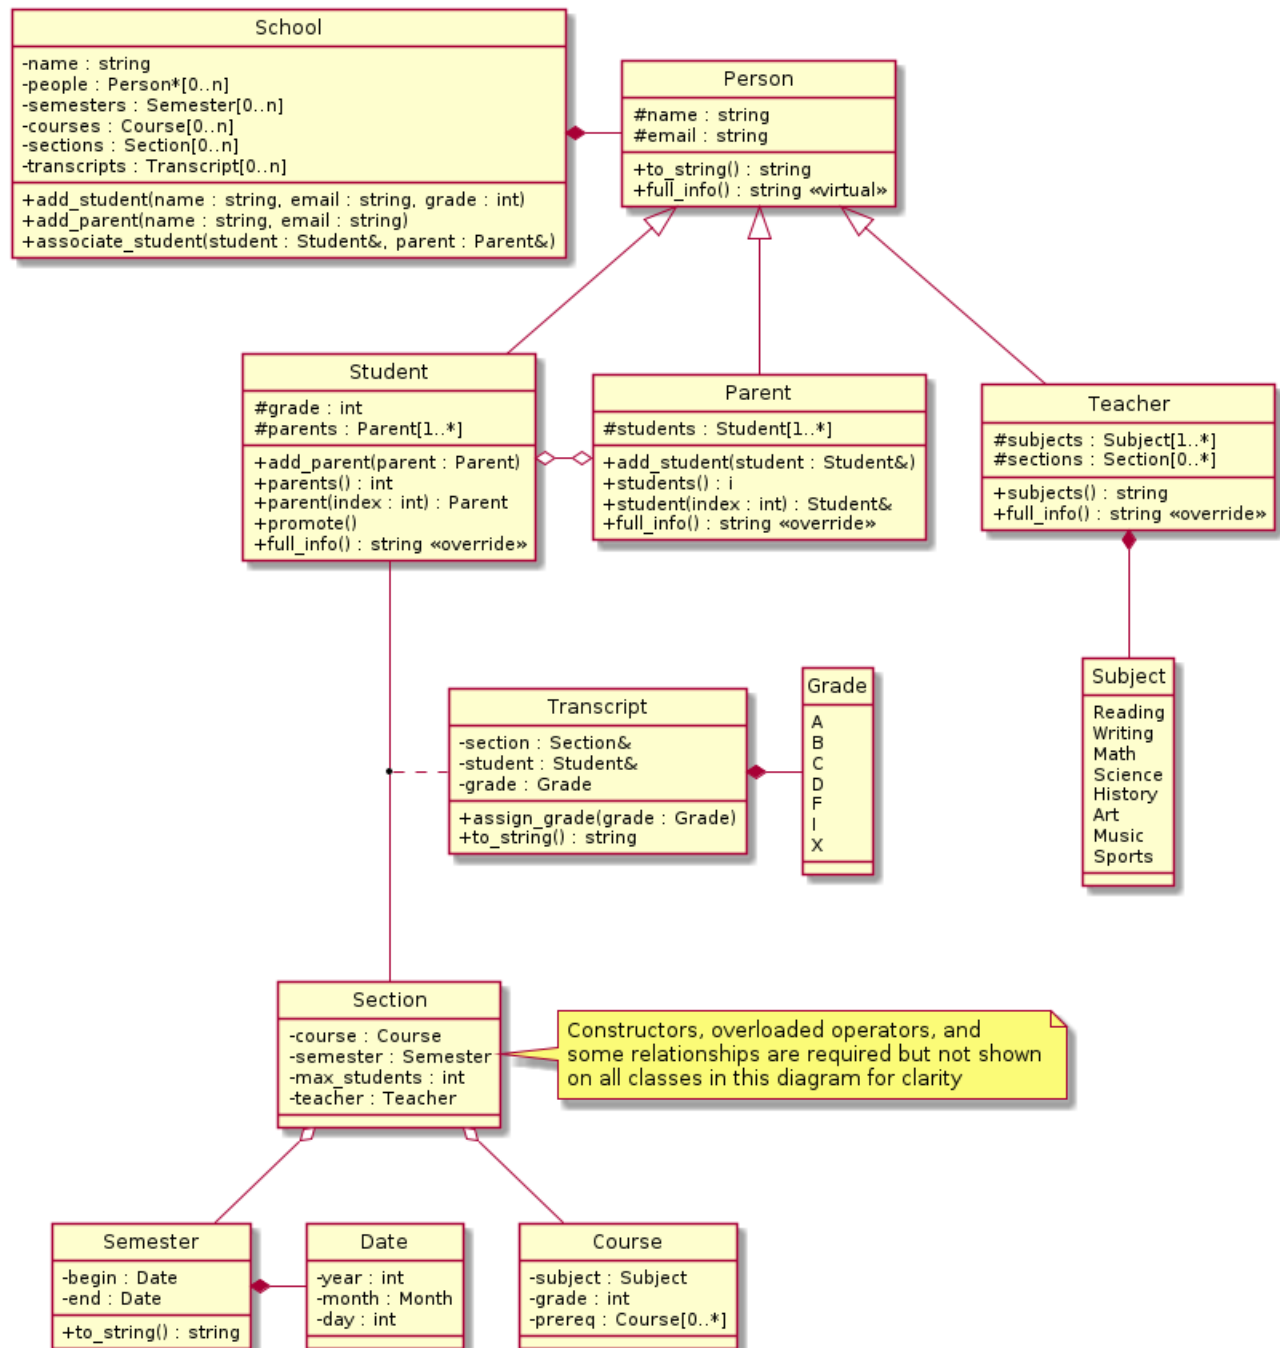 School
-name : string
-people : Person*[0..n]
-semesters : Semester[0..n]
-courses : Course[0..n]
-sections : Section[0..n]
-transcripts : Transcript[0..n]
+add_student(name : string, email : string, grade : int)
+add_parent(name : string, email : string)
+associate_student(student : Student&, parent : Parent&)
Person
#name : string
#email : string
+to_string() : string
+full_info() : string «virtual»
Student
#grade : int
#parents : Parent[1..*]
+add_parent(parent : Parent)
+parents() : int
+parent(index : int) : Parent
+promote()
+full_info() : string «override»
Parent
#students : Student[1..*]
+add_student(student : Student&)
+students() : i
+student(index : int) : Student&
+full_info() : string «override»
Teacher
#subjects : Subject[1..*]
#sections : Section[0..*]
+subjects() : string
+full_info() : string «override»
Transcript
-section : Section&
-student : Student&
-grade : Grade
+assign_grade(grade : Grade)
+to_string() : string
Grade
A
B
C
D
F
I
X
Subject
Reading
Writing
Math
Science
History
Art
Music
Sports
Section
-course : Course
-semester : Semester
-max_students : int
-teacher : Teacher
Constructors, overloaded operators, and
some relationships are required but not shown
on all classes in this diagram for clarity
Semester
-begin : Date
-end : Date
+to_string() : string
Date
-year : int
-month : Month
-day : int
Course
-subject : Subject
-grade : int
-prereq : Course[0..*]